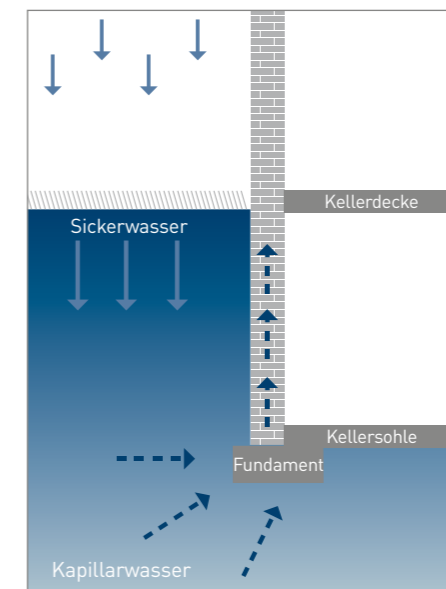 Kellerdecke
Sickerwasser
Kellersohle
Fundament
Kapillarwasser